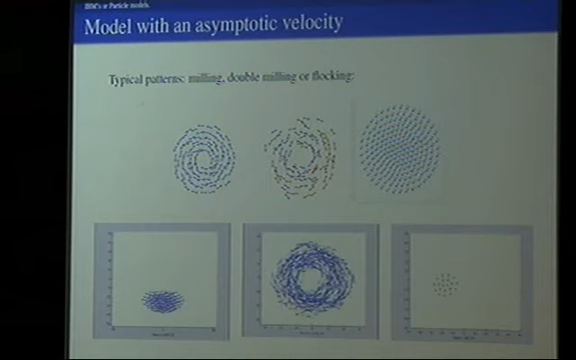 IBM's or Particle models
Model with an asymptotic velocity
Typical patterns: milling, double milling or flocking: